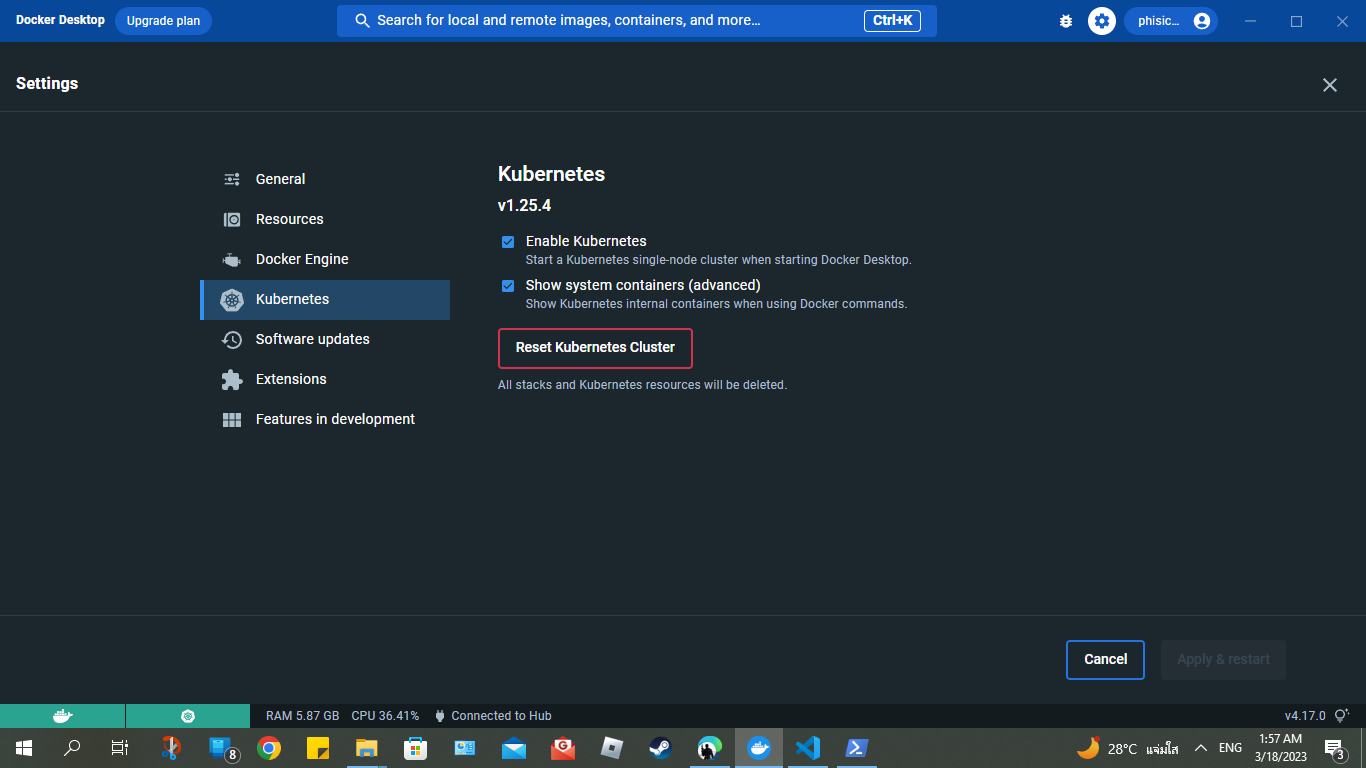 Docker Desktop Upgrade plan Search for local and remote images, containers, and more... Ctrl+K phisic...
Settings
General
Resources
Docker Engine
Kubernetes
Software updates
Extensions
Features in development
Kubernetes
v1.25.4
Enable Kubernetes
Start a Kubernetes single-node cluster when starting Docker Desktop.
Show system containers (advanced)
Show Kubernetes internal containers when using Docker commands.
Reset Kubernetes Cluster
All stacks and Kubernetes resources will be deleted.
Cancel Apply & restart
RAM 5.87 GB CPU 36.41% Connected to Hub v4.17.0
8 28°C แจ่มใส ENG 1:57 AM
3/18/2023 3